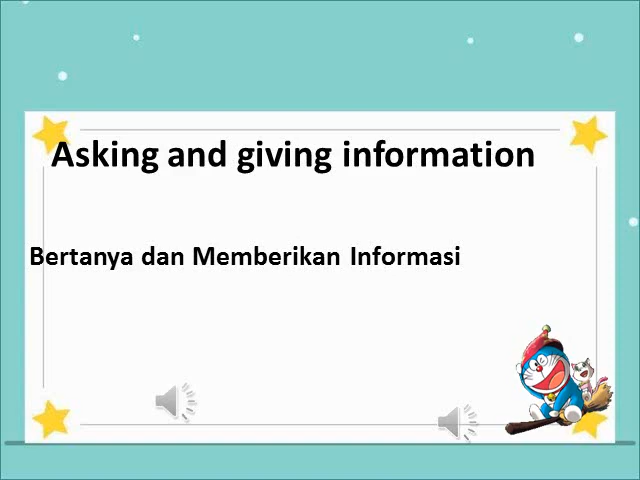 Asking and giving information
Bertanya dan Memberikan Informasi